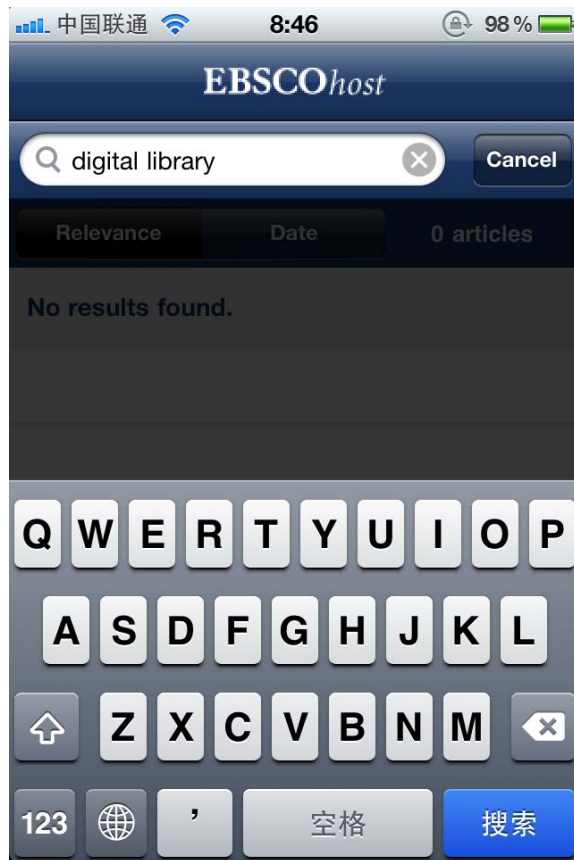 中国联通 8:46 98%
EBSCOhost
digital library Cancel
Relevance Date 0 articles
No results found.
Q W E R T Y U I O P
A S D F G H J K L
Z X C V B N M
123 ’ 空格 搜索